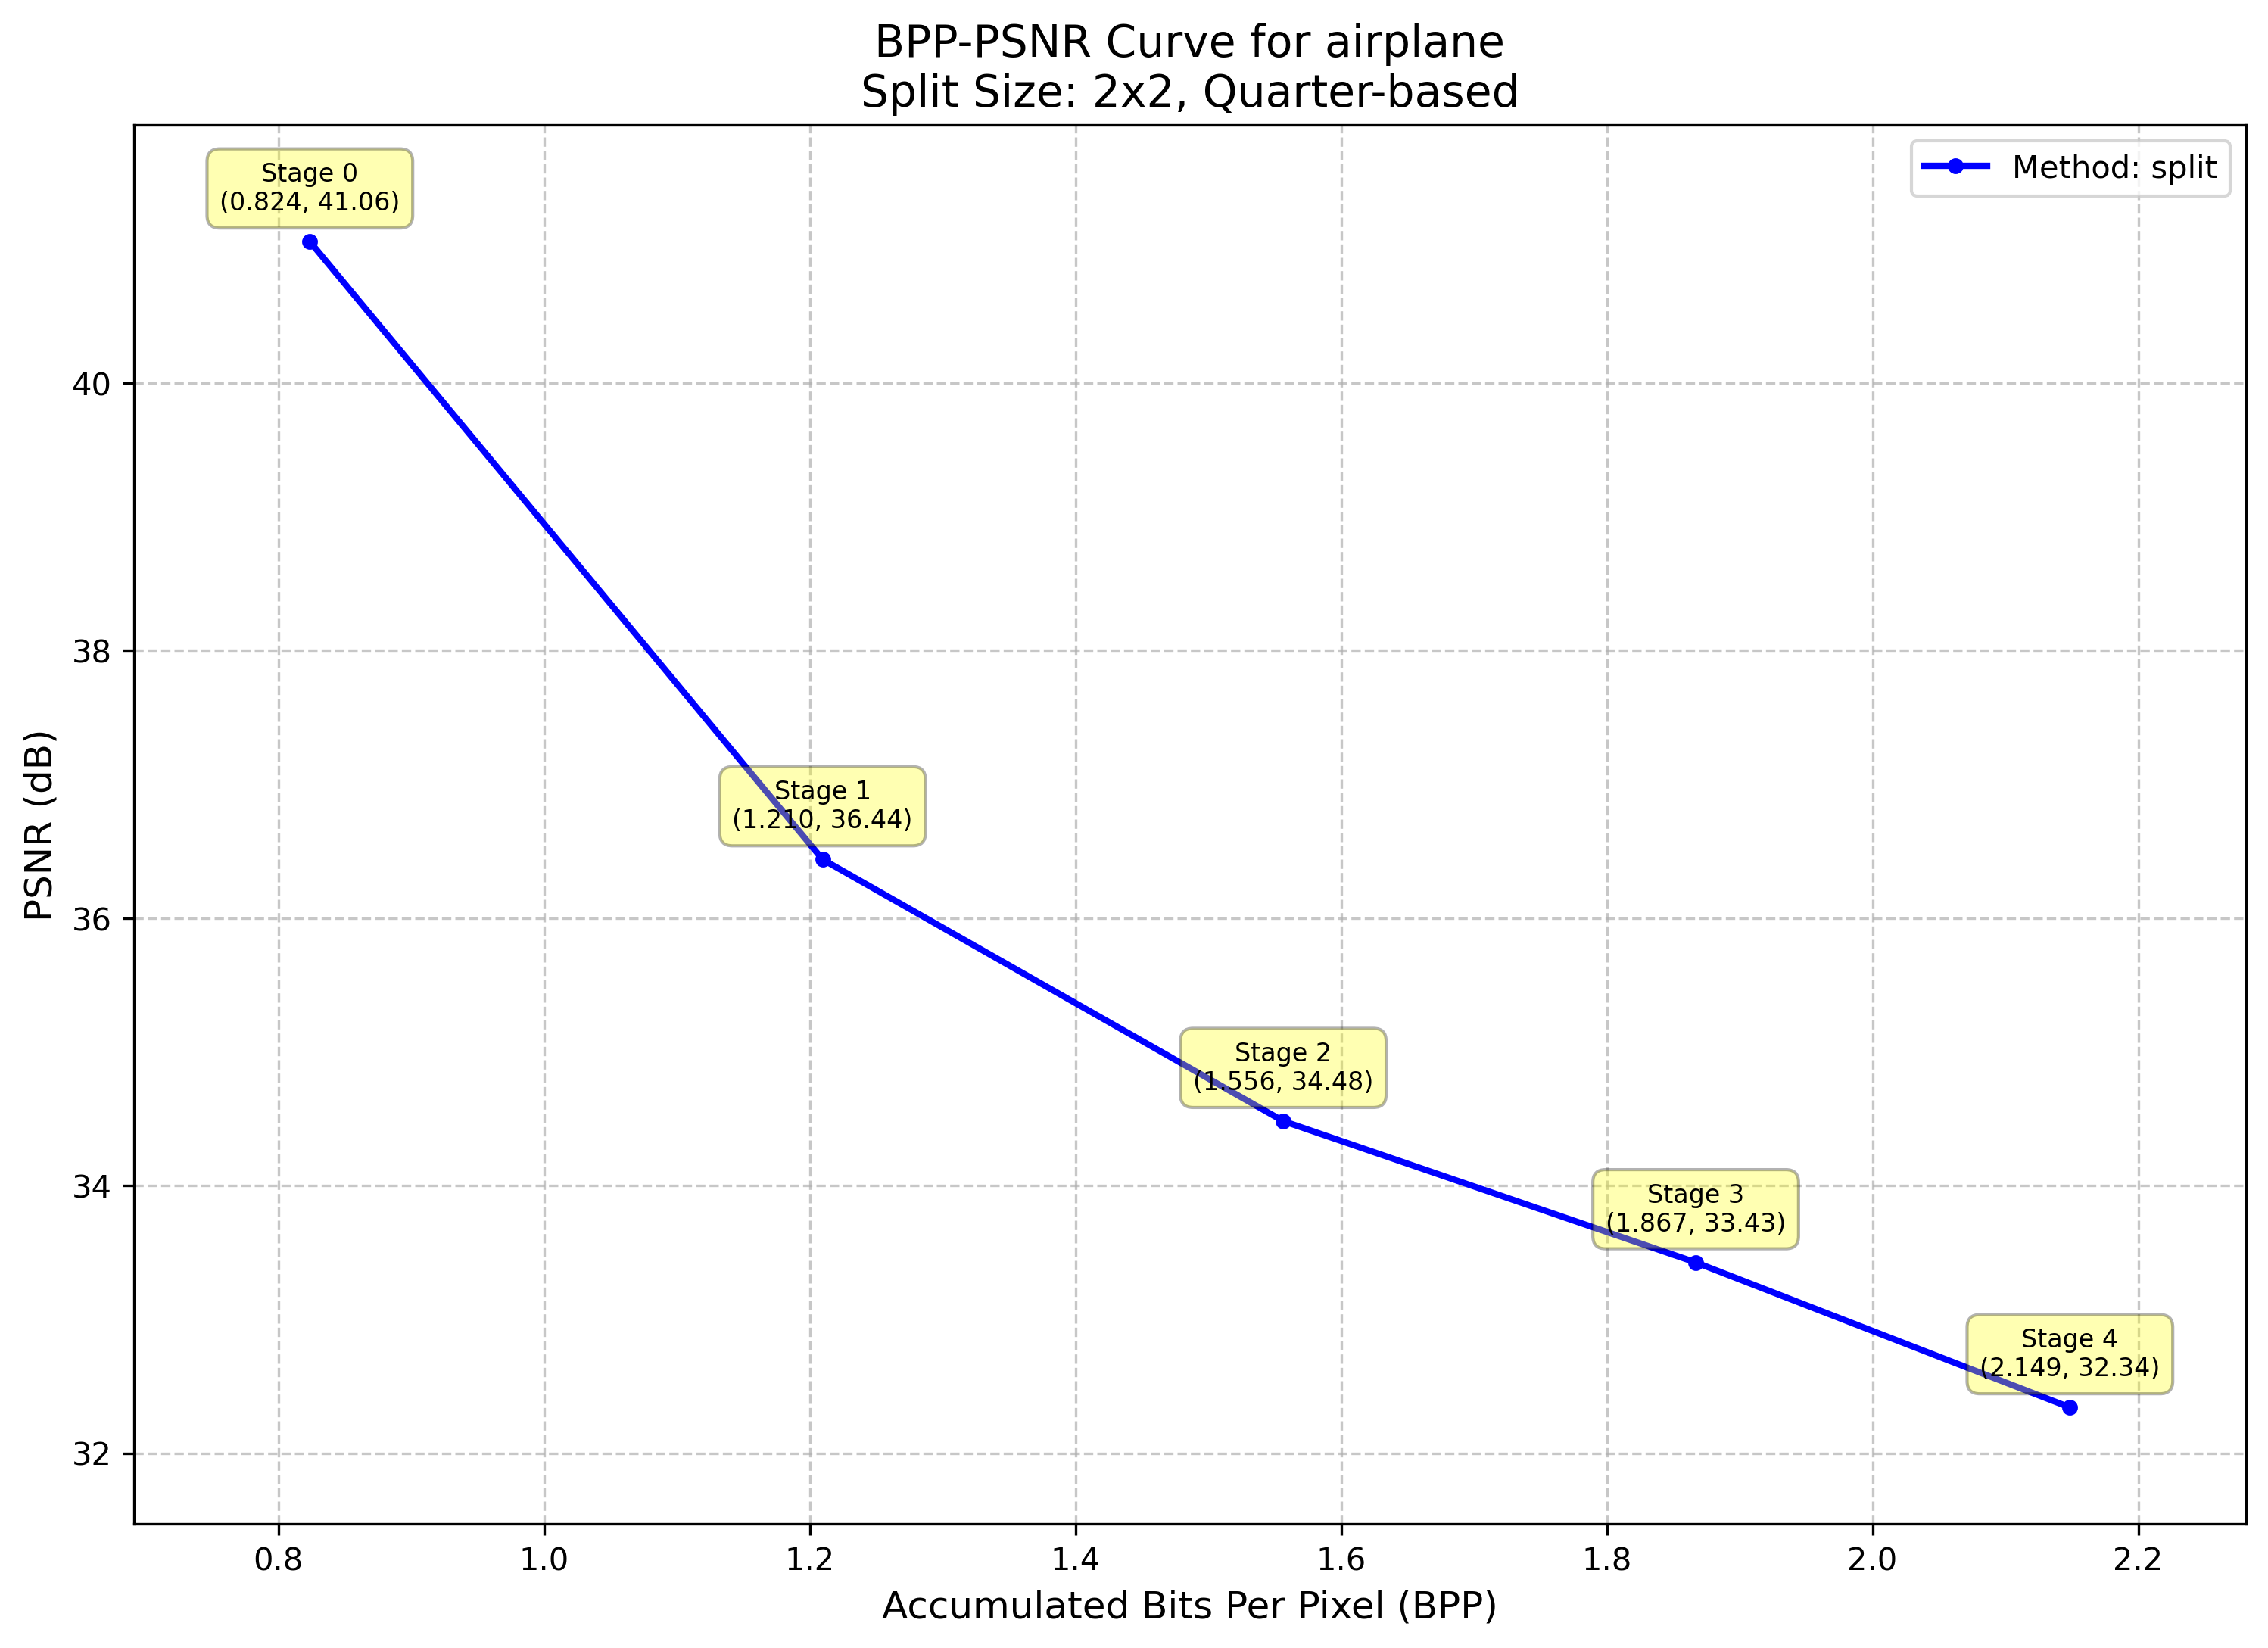 BPP-PSNR Curve for airplane
Split Size: 2x2, Quarter-based
Method: split
Stage 0
(0.824, 41.06)
Stage 1
(1.210, 36.44)
Stage 2
(1.556, 34.48)
Stage 3
(1.867, 33.43)
Stage 4
(2.149, 32.34)
PSNR (dB)
40
38
36
34
32
0.8 1.0 1.2 1.4 1.6 1.8 2.0 2.2
Accumulated Bits Per Pixel (BPP)